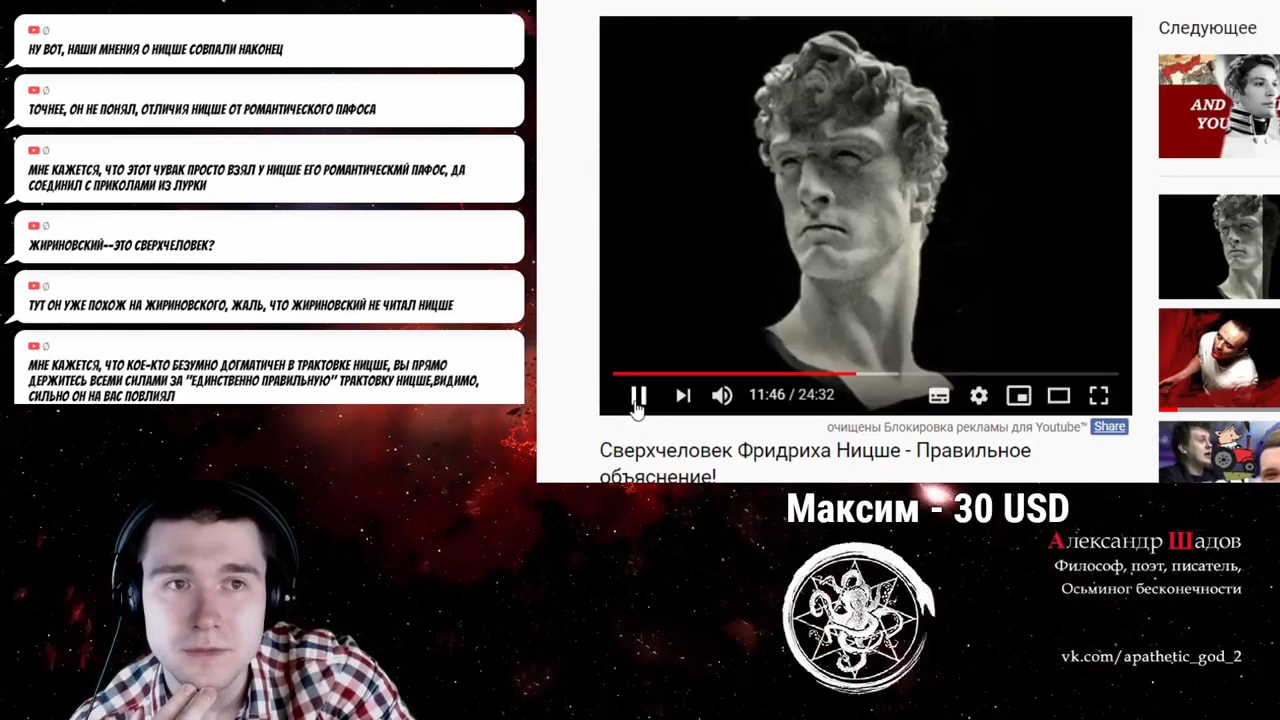 НУ ВОТ, НАШИ МНЕНИЯ О НИЦШЕ СОВПАЛИ НАКОНЕЦ
ТОЧНЕЕ, ОН НЕ ПОНЯЛ, ОТЛИЧИЯ НИЦШЕ ОТ РОМАНТИЧЕСКОГО ПАФОСА
МНЕ КАЖЕТСЯ, ЧТО ЭТОТ ЧУВАК ПРОСТО ВЗЯЛ У НИЦШЕ ЕГО РОМАНТИЧЕСКМЙ ПАФОС, ДА
СОЕДИНИЛ С ПРИКОЛАМИ ИЗ ЛУРКИ
ЖИРИНОВСКИЙ--ЭТО СВЕРХЧЕЛОВЕК?
ТУТ ОН УЖЕ ПОХОЖ НА ЖИРИНОВСКОГО, ЖАЛЬ, ЧТО ЖИРИНОВСКИЙ НЕ ЧИТАЛ НИЦШЕ
МНЕ КАЖЕТСЯ, ЧТО КОЕ-КТО БЕЗУМНО ДОГМАТИЧЕН В ТРАКТОВКЕ НИЦШЕ, ВЫ ПРЯМО
ДЕРЖИТЕСЬ ВСЕМИ СИЛАМИ ЗА "ЕДИНСТВЕННО ПРАВИЛЬНУЮ" ТРАКТОВКУ НИЦШЕ,ВИДИМО,
СИЛЬНО ОН НА ВАС ПОВЛИЯЛ
11:46 / 24:32
очищены Блокировка рекламы для Youtube™ Share
Сверхчеловек Фридриха Ницше - Правильное
объяснение!
Следующее
AND
YOU
Максим - 30 USD
Александр Шадов
Философ, поэт, писатель,
Осьминог бесконечности
vk.com/apathetic_god_2